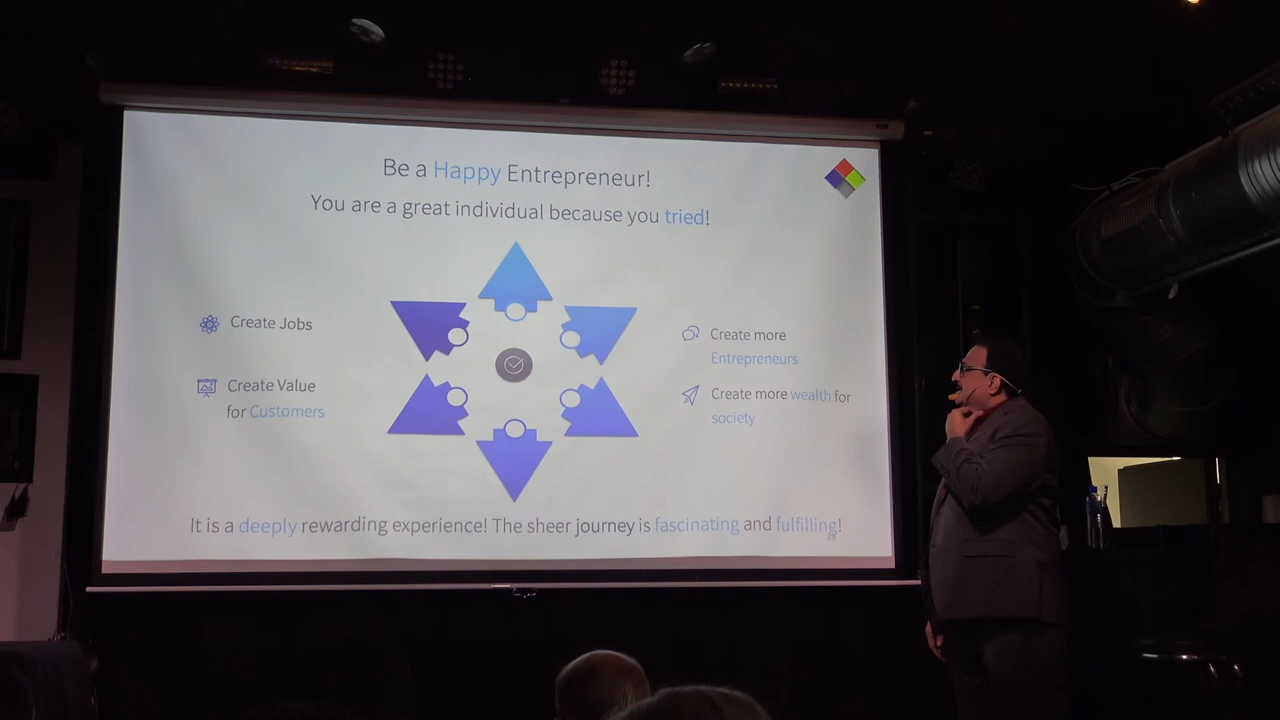 Be a Happy Entrepreneur!
You are a great individual because you tried!
Create Jobs
Create Value
for Customers
Create more
Entrepreneurs
Create more wealth for
society
It is a deeply rewarding experience! The sheer journey is fascinating and fulfilling!